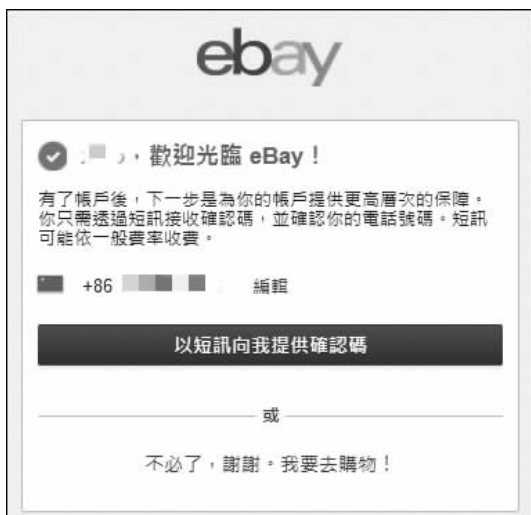 ebay
，歡迎光臨 eBay！
有了帳戶後，下一步是為你的帳戶提供更高層次的保障。
你只需透過短訊接收確認碼，並確認你的電話號碼。短訊
可能依一般費率收費。
+86 編輯
以短訊向我提供確認碼
或
不必了，謝謝。我要去購物！